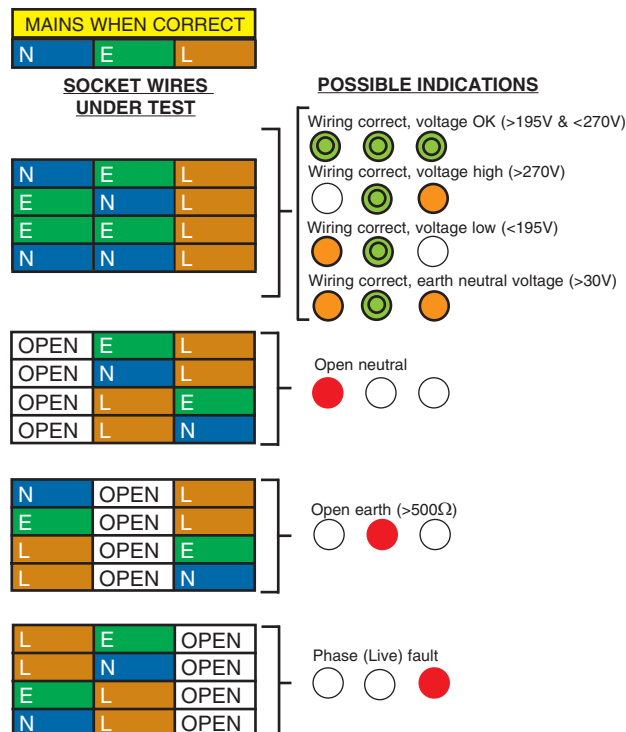 MAINS WHEN CORRECT
N E L
SOCKET WIRES
UNDER TEST
POSSIBLE INDICATIONS
N E L
E N L
E E L
N N L
Wiring correct, voltage OK (>195V & <270V)
Wiring correct, voltage high (>270V)
Wiring correct, voltage low (<195V)
Wiring correct, earth neutral voltage (>30V)
OPEN E L
OPEN N L
OPEN L E
OPEN L N
Open neutral
N OPEN L
E OPEN L
L OPEN E
L OPEN N
Open earth (>500Ω)
L E OPEN
L N OPEN
E L OPEN
N L OPEN
Phase (Live) fault